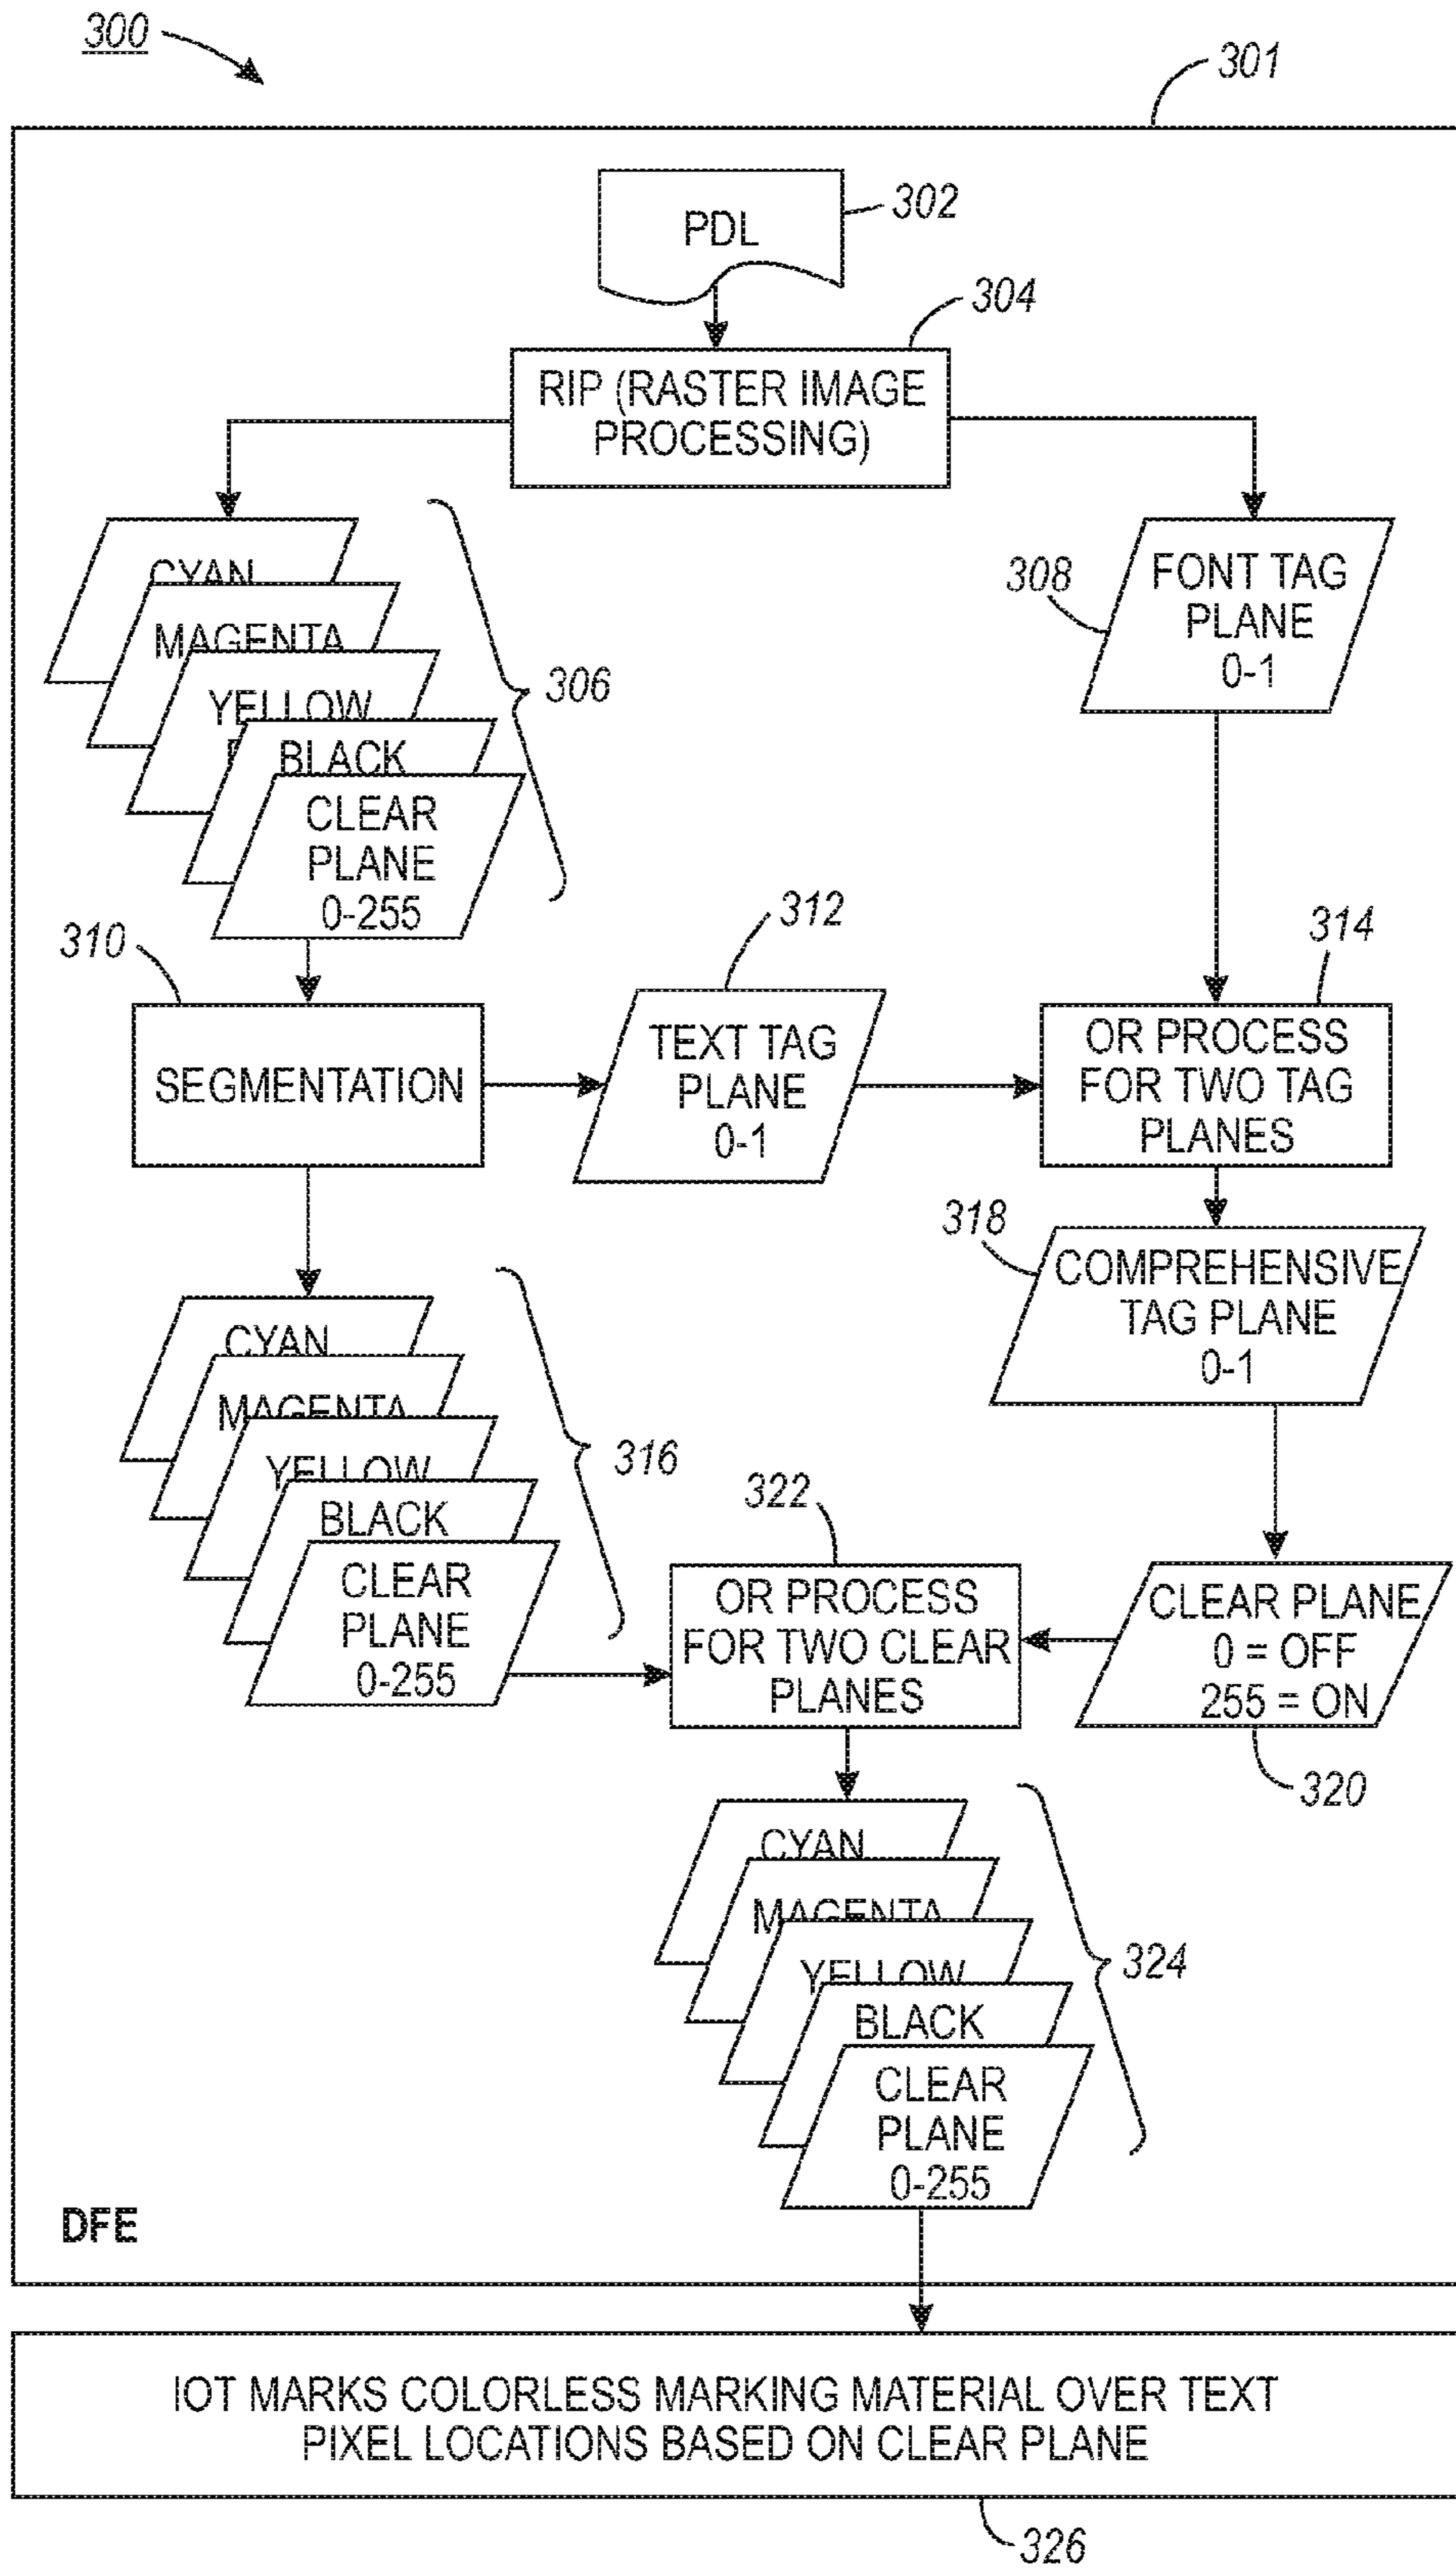 300
301
PDL
302
304
RIP (RASTER IMAGE
PROCESSING)
CYAN
MAGENTA
YELLOW
BLACK
CLEAR
PLANE
0-255
306
308
FONT TAG
PLANE
0-1
310
312
314
SEGMENTATION
TEXT TAG
PLANE
0-1
OR PROCESS
FOR TWO TAG
PLANES
318
COMPREHENSIVE
TAG PLANE
0-1
CYAN
MAGENTA
YELLOW
BLACK
CLEAR
PLANE
0-255
316
322
OR PROCESS
FOR TWO CLEAR
PLANES
CLEAR PLANE
0 = OFF
255 = ON
320
CYAN
MAGENTA
YELLOW
BLACK
CLEAR
PLANE
0-255
324
DFE
IOT MARKS COLORLESS MARKING MATERIAL OVER TEXT
PIXEL LOCATIONS BASED ON CLEAR PLANE
326